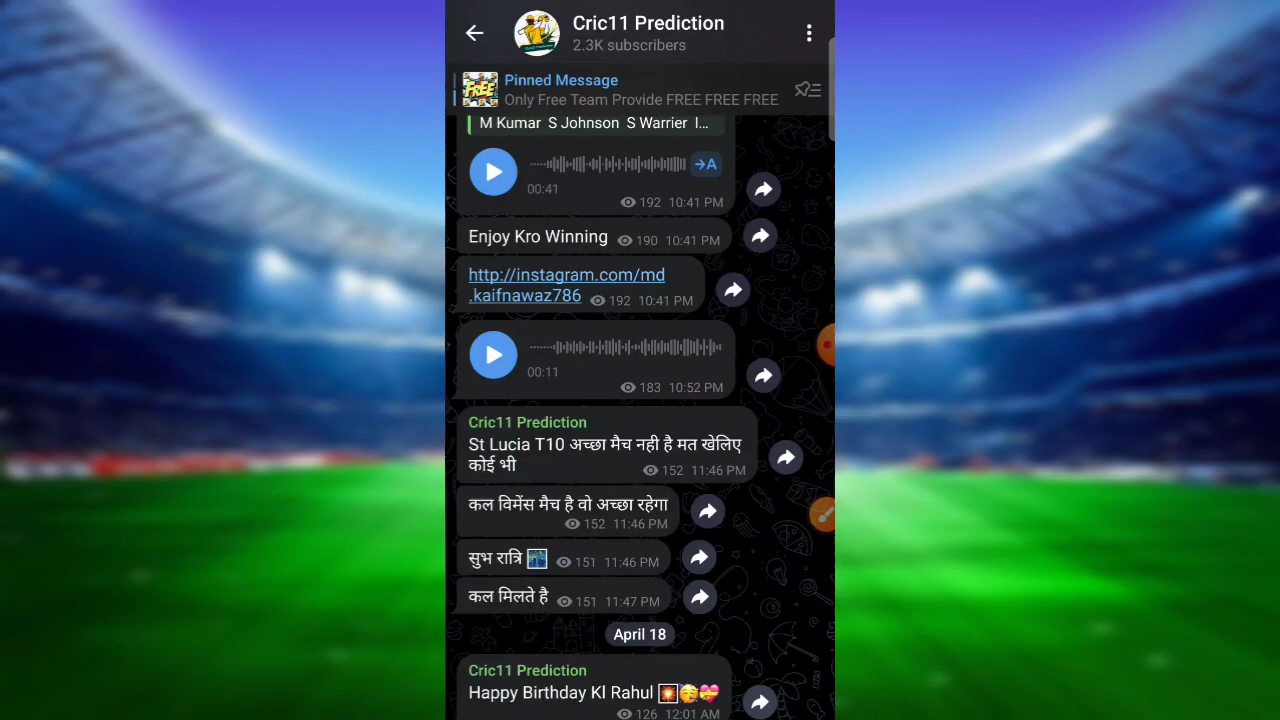 Cric11 Prediction
2.3K subscribers
Pinned Message
Only Free Team Provide FREE FREE FREE
FREE
M Kumar S Johnson S Warrier I...
→A
00:41
192 10:41 PM
Enjoy Kro Winning 190 10:41 PM
http://instagram.com/md
.kaifnawaz786 192 10:41 PM
00:11
183 10:52 PM
Cric11 Prediction
St Lucia T10 अच्छा मैच नही है मत खेलिए
कोई भी 152 11:46 PM
कल विमेंस मैच है वो अच्छा रहेगा
152 11:46 PM
सुभ रात्रि 🌃 151 11:46 PM
कल मिलते है 151 11:47 PM
April 18
Cric11 Prediction
Happy Birthday Kl Rahul 🎇🥳💝
126 12:01 AM